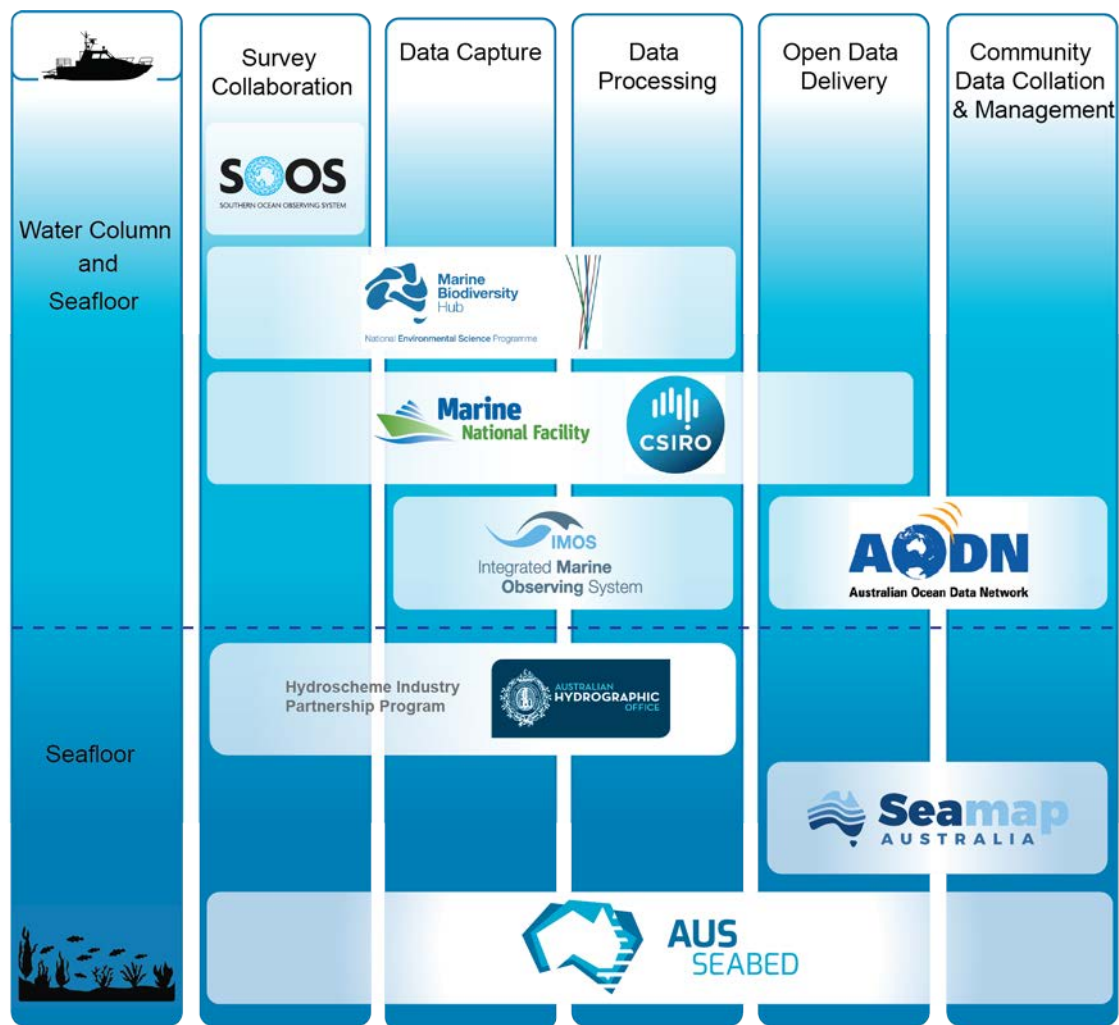 Survey
Collaboration
Data Capture
Data
Processing
Open Data
Delivery
Community
Data Collation
& Management
Water Column
and
Seafloor
SOOS
SOUTHERN OCEAN OBSERVING SYSTEM
Marine
Biodiversity
Hub
National Environmental Science Programme
Marine
National Facility
CSIRO
IMOS
Integrated Marine
Observing System
AODN
Australian Ocean Data Network
Seafloor
Hydroscheme Industry
Partnership Program
AUSTRALIAN
HYDROGRAPHIC
OFFICE
Seamap
AUSTRALIA
AUS
SEABED